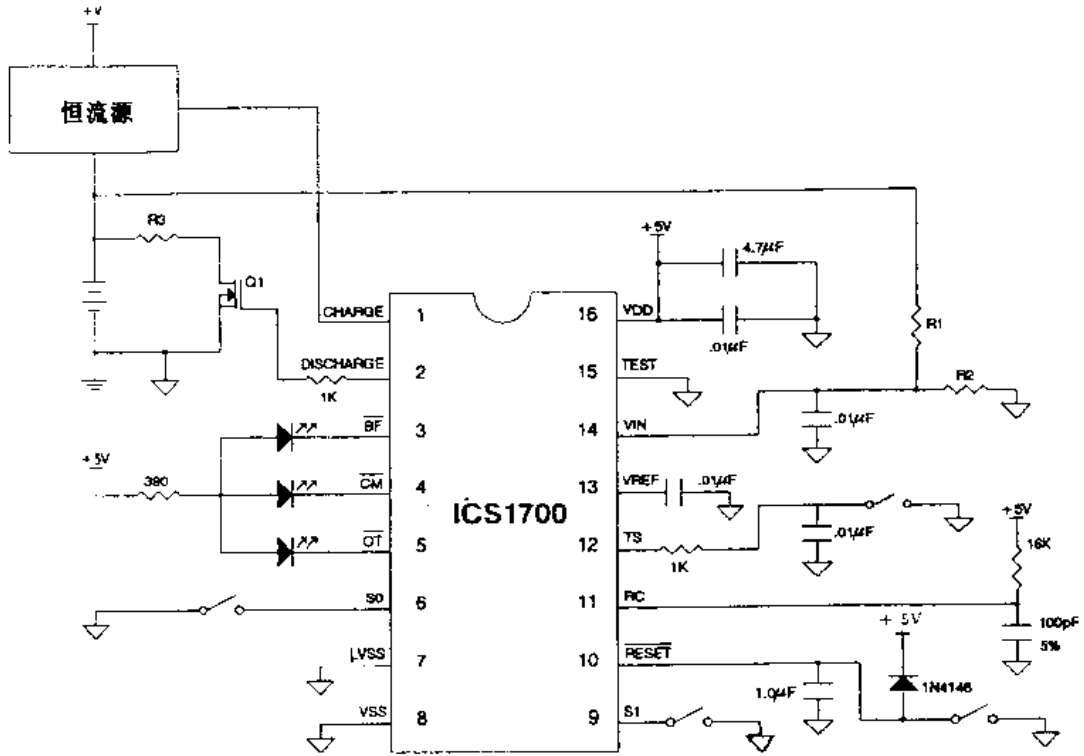 +V
恒流源
R3
Q1
CHARGE
DISCHARGE
1K
BF
CM
OT
+5V
390
S0
LVSS
VSS
1
2
3
4
5
6
7
8
ICS1700
16
15
14
13
12
11
10
9
VDD
TEST
VIN
VREF
TS
RC
RESET
S1
+5V
4.7μF
.01μF
R1
R2
.01μF
.01μF
1K
.01μF
+5V
16K
100pF
5%
+5V
1N4148
1.0μF